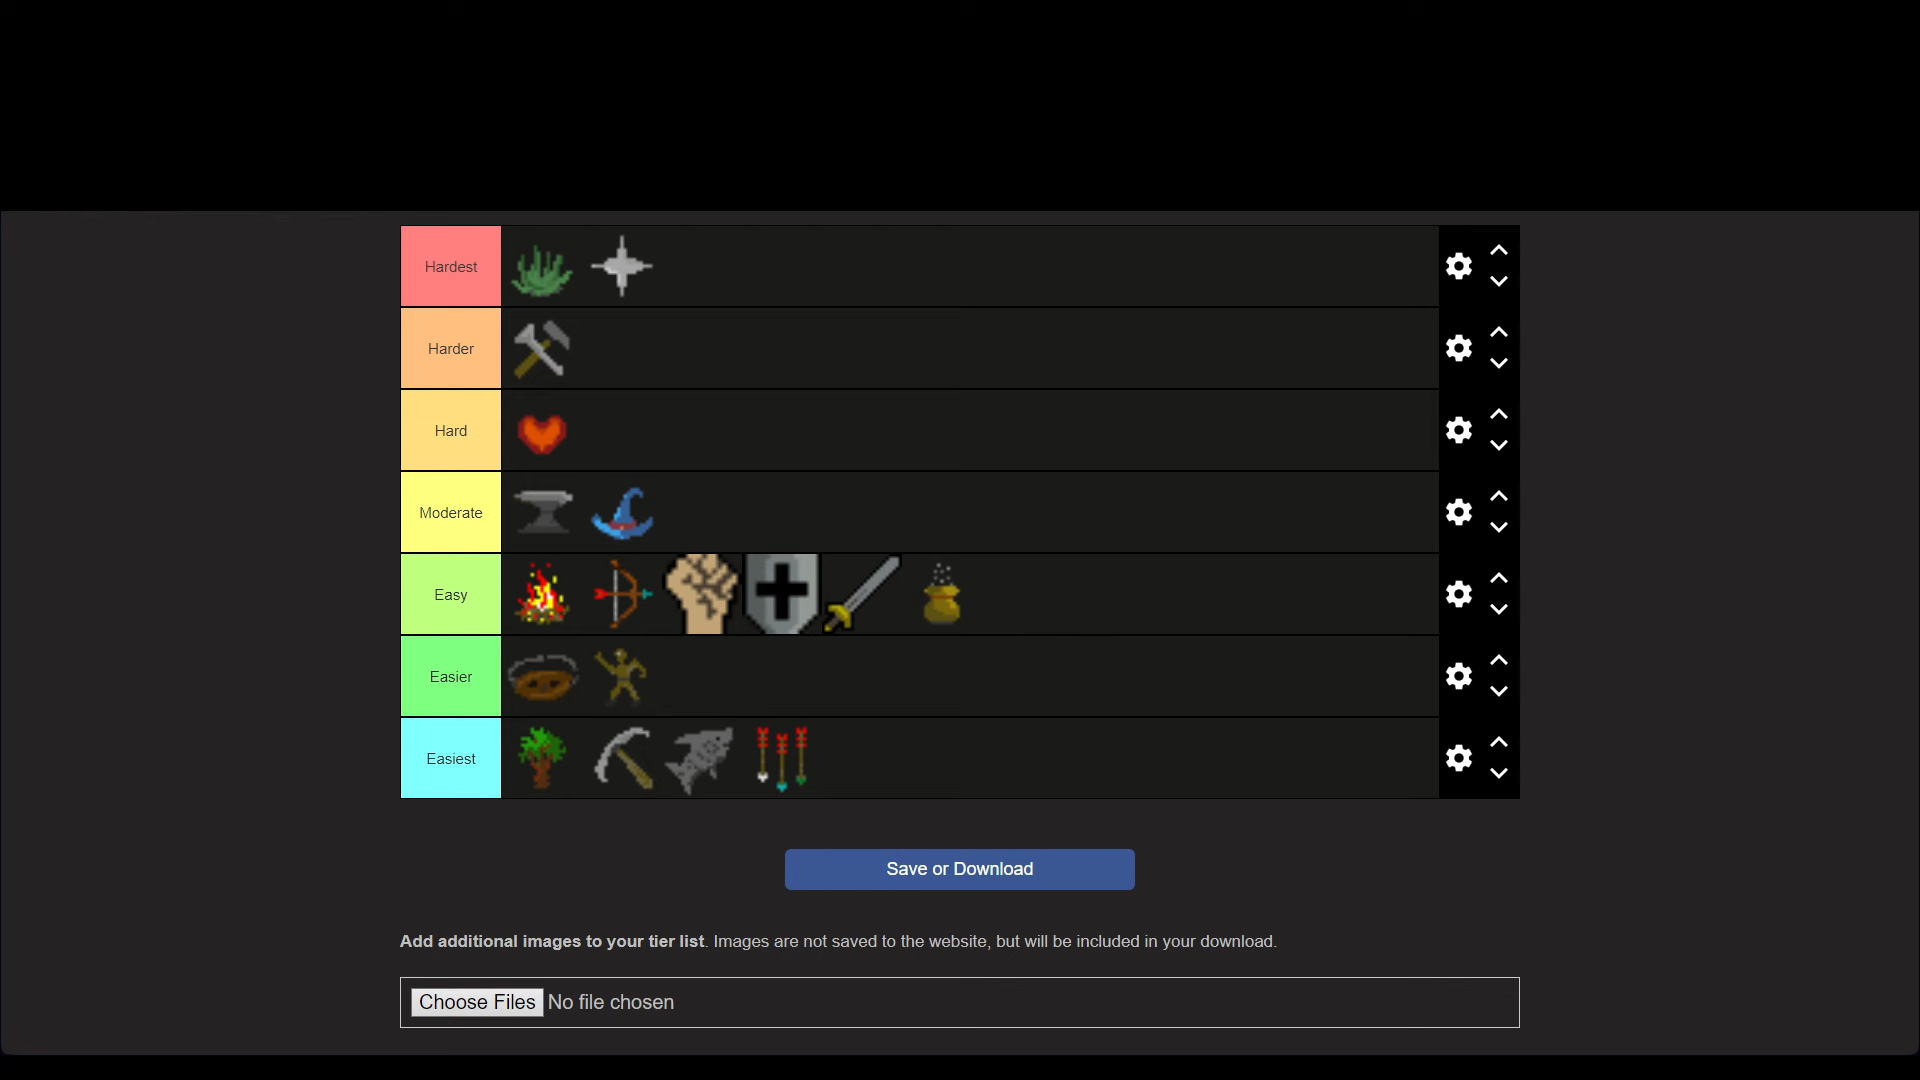 Hardest
Harder
Hard
Moderate
Easy
Easier
Easiest
Save or Download
Add additional images to your tier list. Images are not saved to the website, but will be included in your download.
Choose Files No file chosen